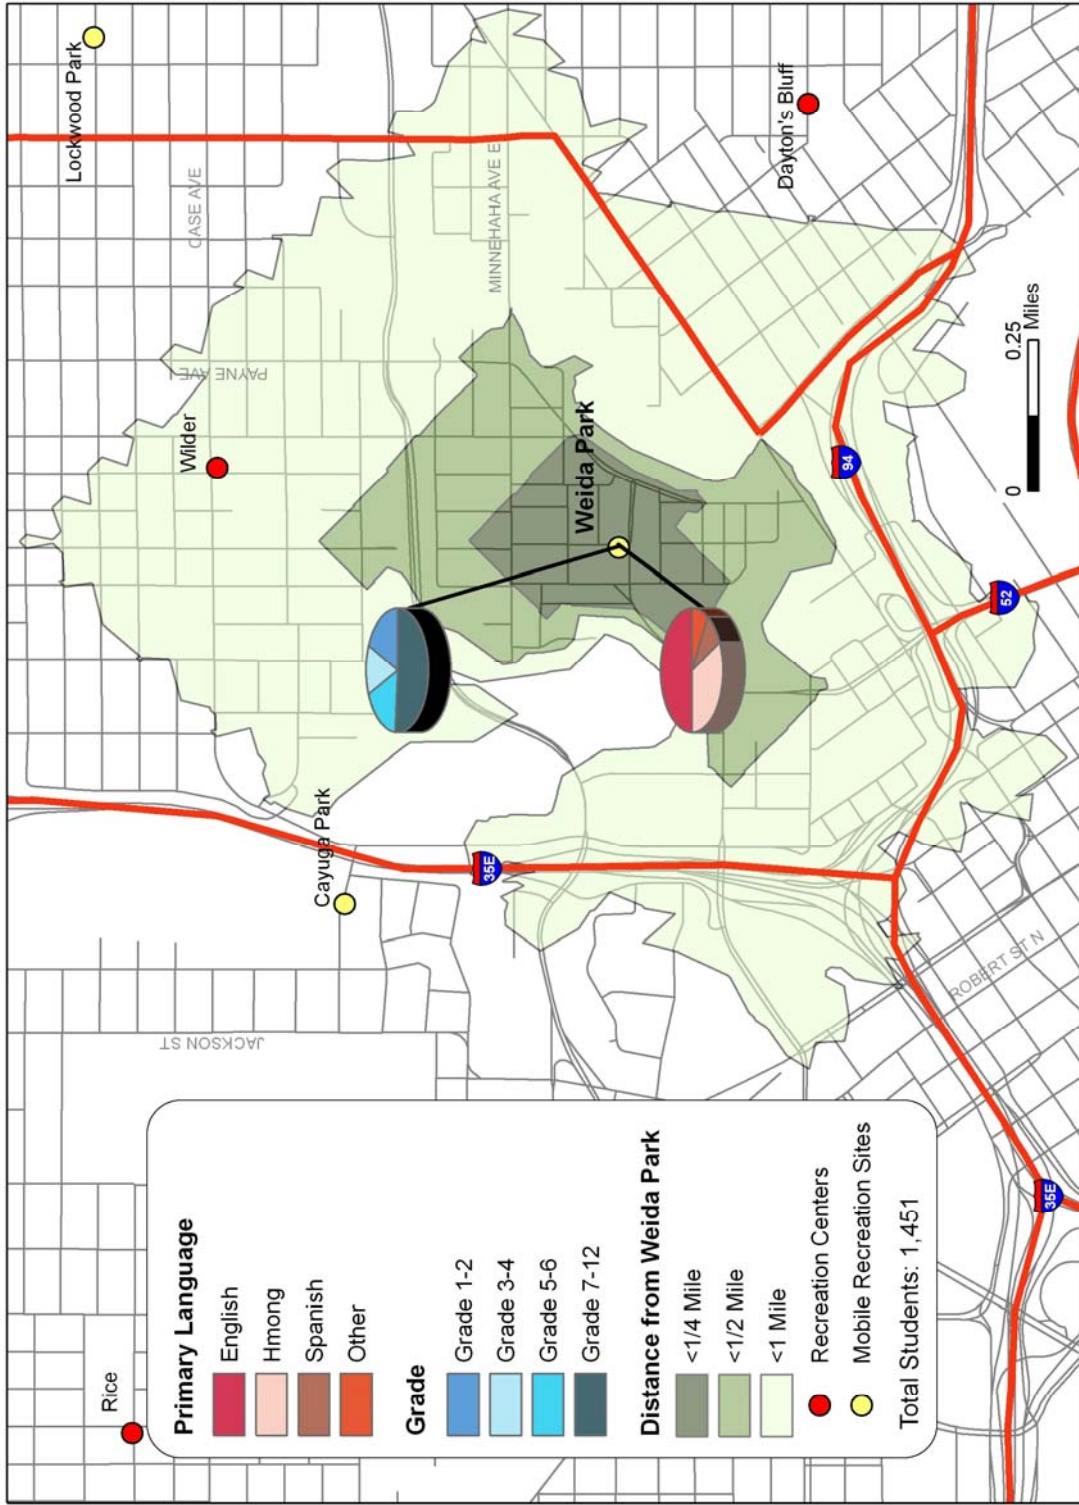 Lockwood Park
CASE AVE
Dayton's Bluff
MINNEHAHA AVE E
PAYNE AVE
Wilder
Weida Park
0
0.25
Miles
94
52
Cayuga Park
35E
ROBERT ST N
JACKSON ST
35E
Rice
Primary Language
English
Hmong
Spanish
Other
Grade
Grade 1-2
Grade 3-4
Grade 5-6
Grade 7-12
Distance from Weida Park
<1/4 Mile
<1/2 Mile
<1 Mile
Recreation Centers
Mobile Recreation Sites
Total Students: 1,451